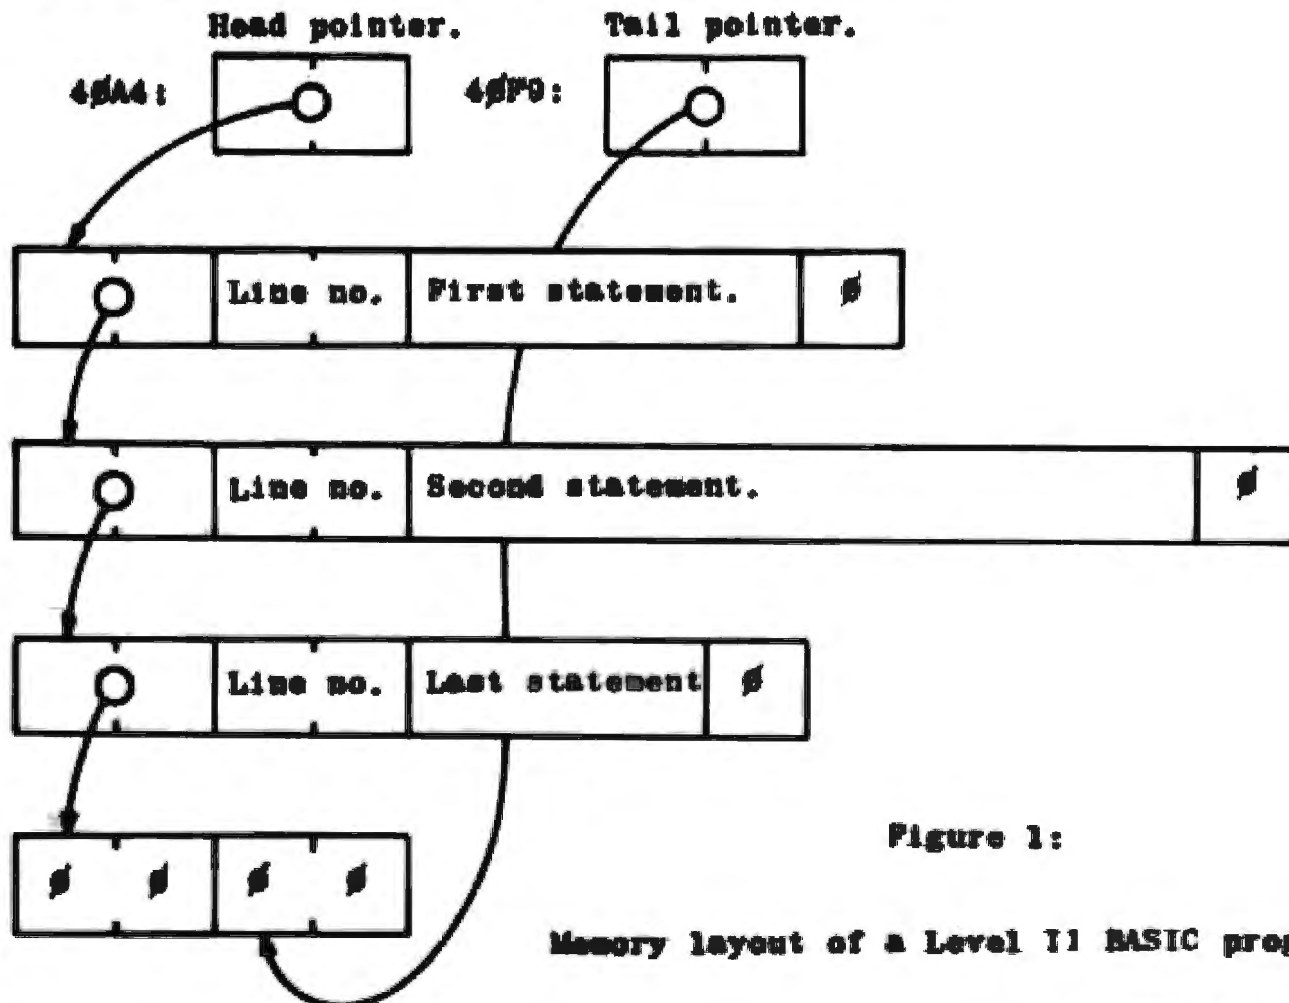 Head pointer. Tail pointer.
4ØA4: 4ØF9:
Line no. First statement. Ø
Line no. Second statement. Ø
Line no. Last statement Ø
Ø Ø Ø Ø
Figure 1:
Memory layout of a Level II BASIC prog